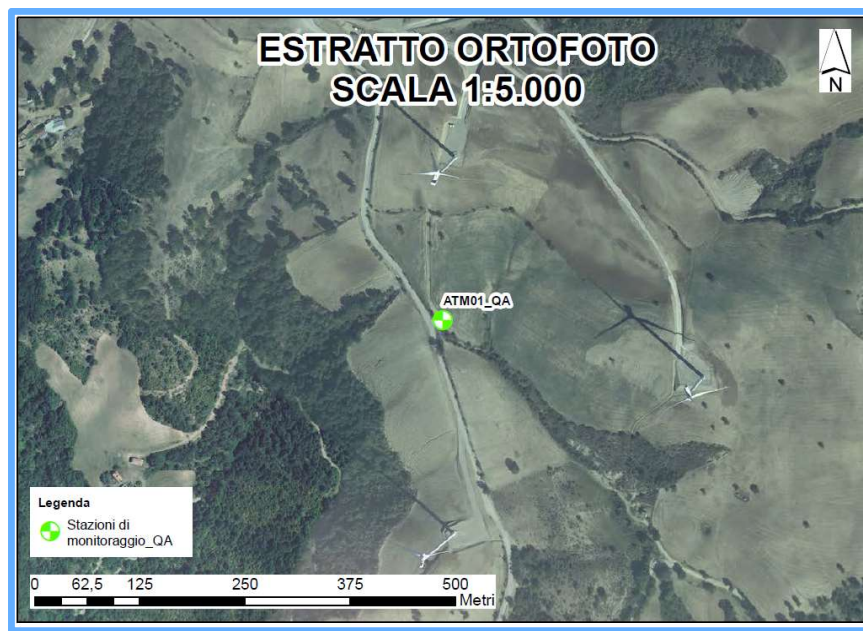 ESTRATTO ORTOFOTO
SCALA 1:5.000
N
ATM01_QA
Legenda
Stazioni di
monitoraggio_QA
0 62,5 125 250 375 500
Metri